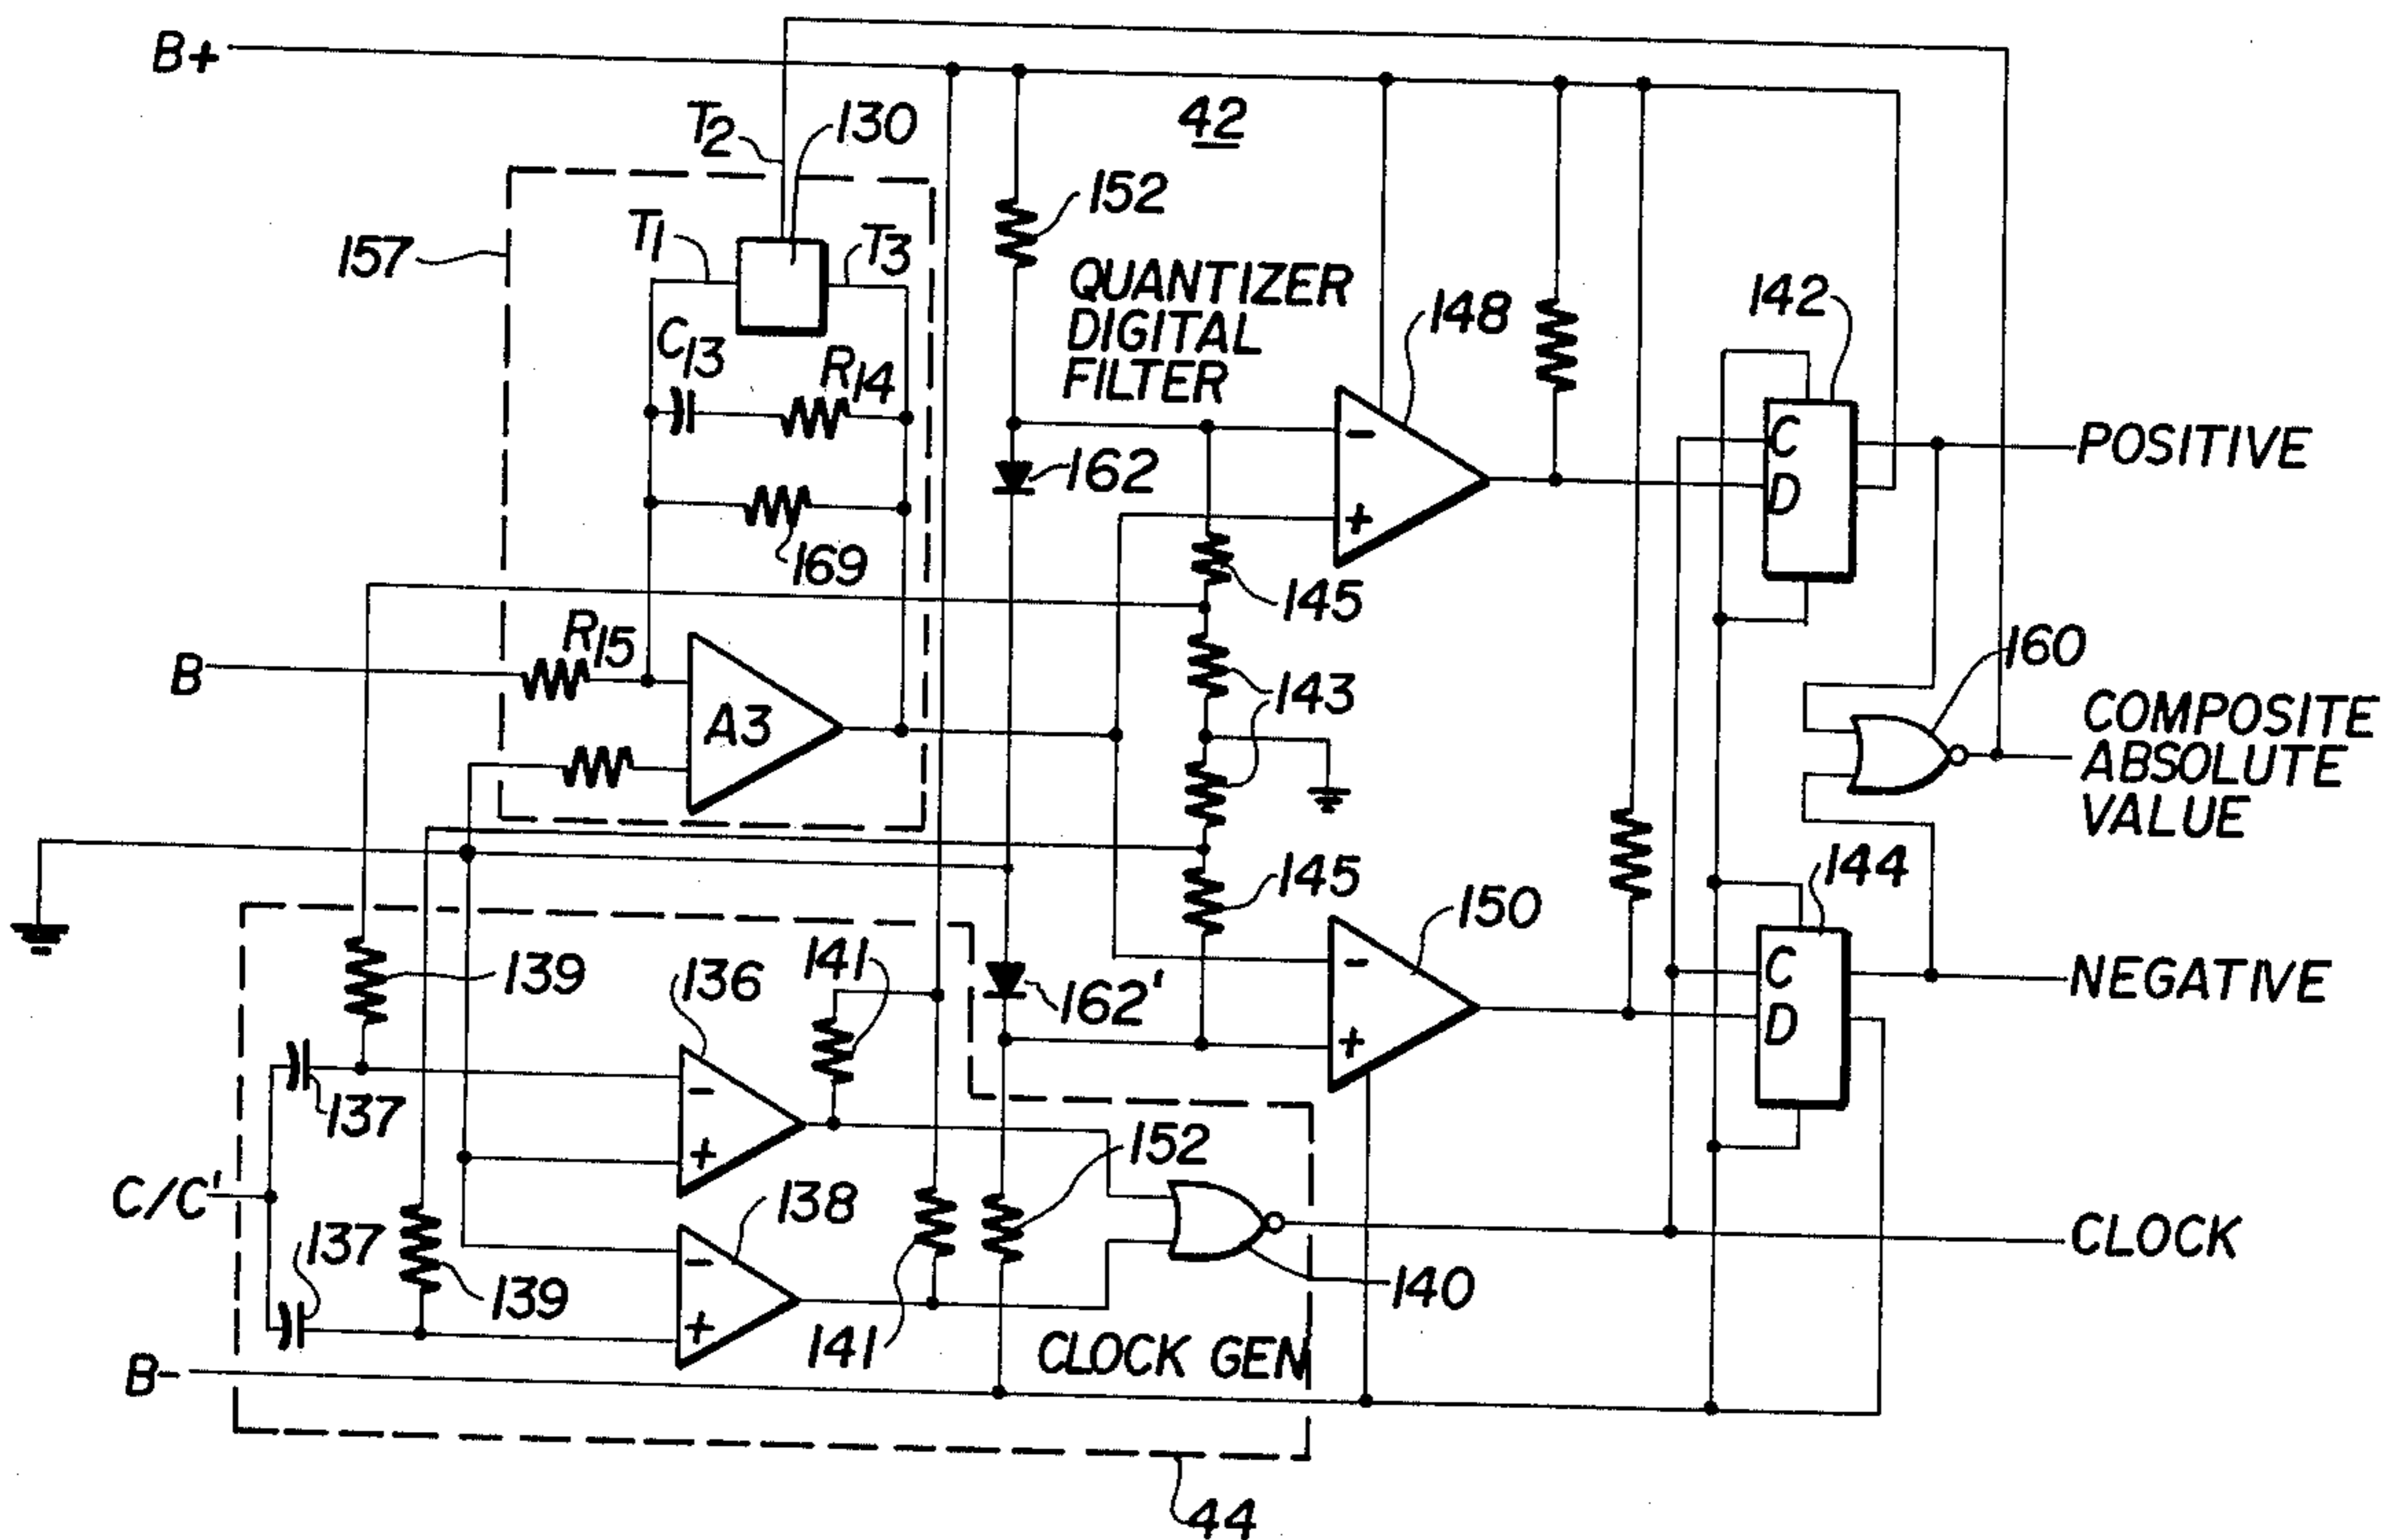 B+
42
T2
130
152
T1
T3
157
QUANTIZER
DIGITAL
FILTER
148
142
C13
R14
C
D
POSITIVE
-
+
162
169
145
R15
B
A3
143
160
COMPOSITE
ABSOLUTE
VALUE
145
144
150
C
D
NEGATIVE
-
+
139
136
141
162'
137
-
+
152
C/C'
138
137
139
-
+
141
140
CLOCK
CLOCK GEN
B-
44